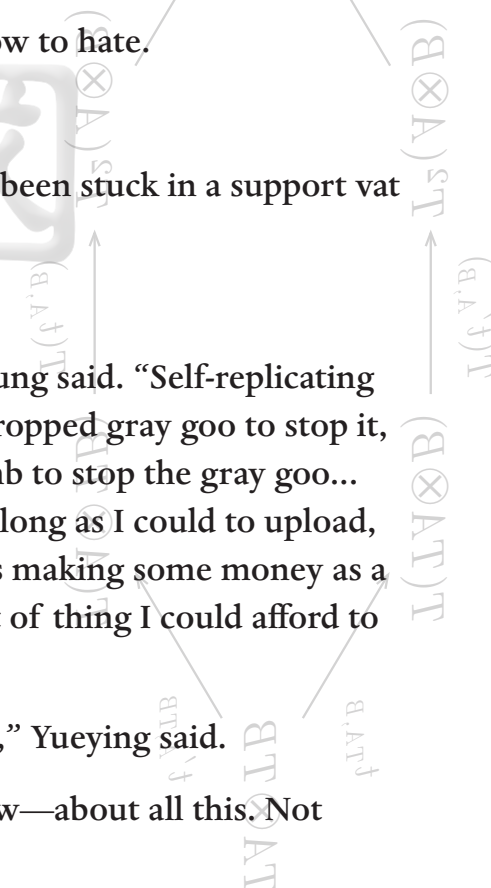 ow to hate.
been stuck in a support vat
ung said. “Self-replicating
ropped gray goo to stop it,
mb to stop the gray goo...
long as I could to upload,
s making some money as a
t of thing I could afford to
,” Yueying said.
w—about all this. Not